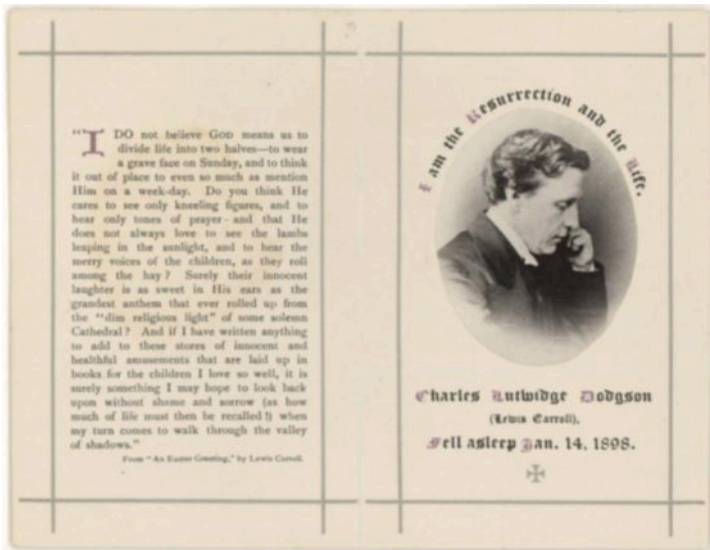 "I DO not believe GOD means us to
divide life into two halves—to wear
a grave face on Sunday, and to think
it out of place to even so much as mention
Him on a week-day. Do you think He
cares to see only kneeling figures, and to
hear only tones of prayer—and that He
does not always love to see the lambs
leaping in the sunlight, and to hear the
merry voices of the children, as they roll
among the hay? Surely their innocent
laughter is as sweet in His ears as the
grandest anthem that ever rolled up from
the "dim religious light" of some solemn
Cathedral? And if I have written anything
to add to these stores of innocent and
healthful amusements that are laid up in
books for the children I love so well, it is
surely something I may hope to look back
upon without shame and sorrow (as how
much of life must then be recalled!) when
my turn comes to walk through the valley
of shadows."
From "An Easter Greeting," by Lewis Carroll.
I am the Resurrection and the Life.
Charles Lutwidge Dodgson
(Lewis Carroll),
Fell asleep Jan. 14, 1898.